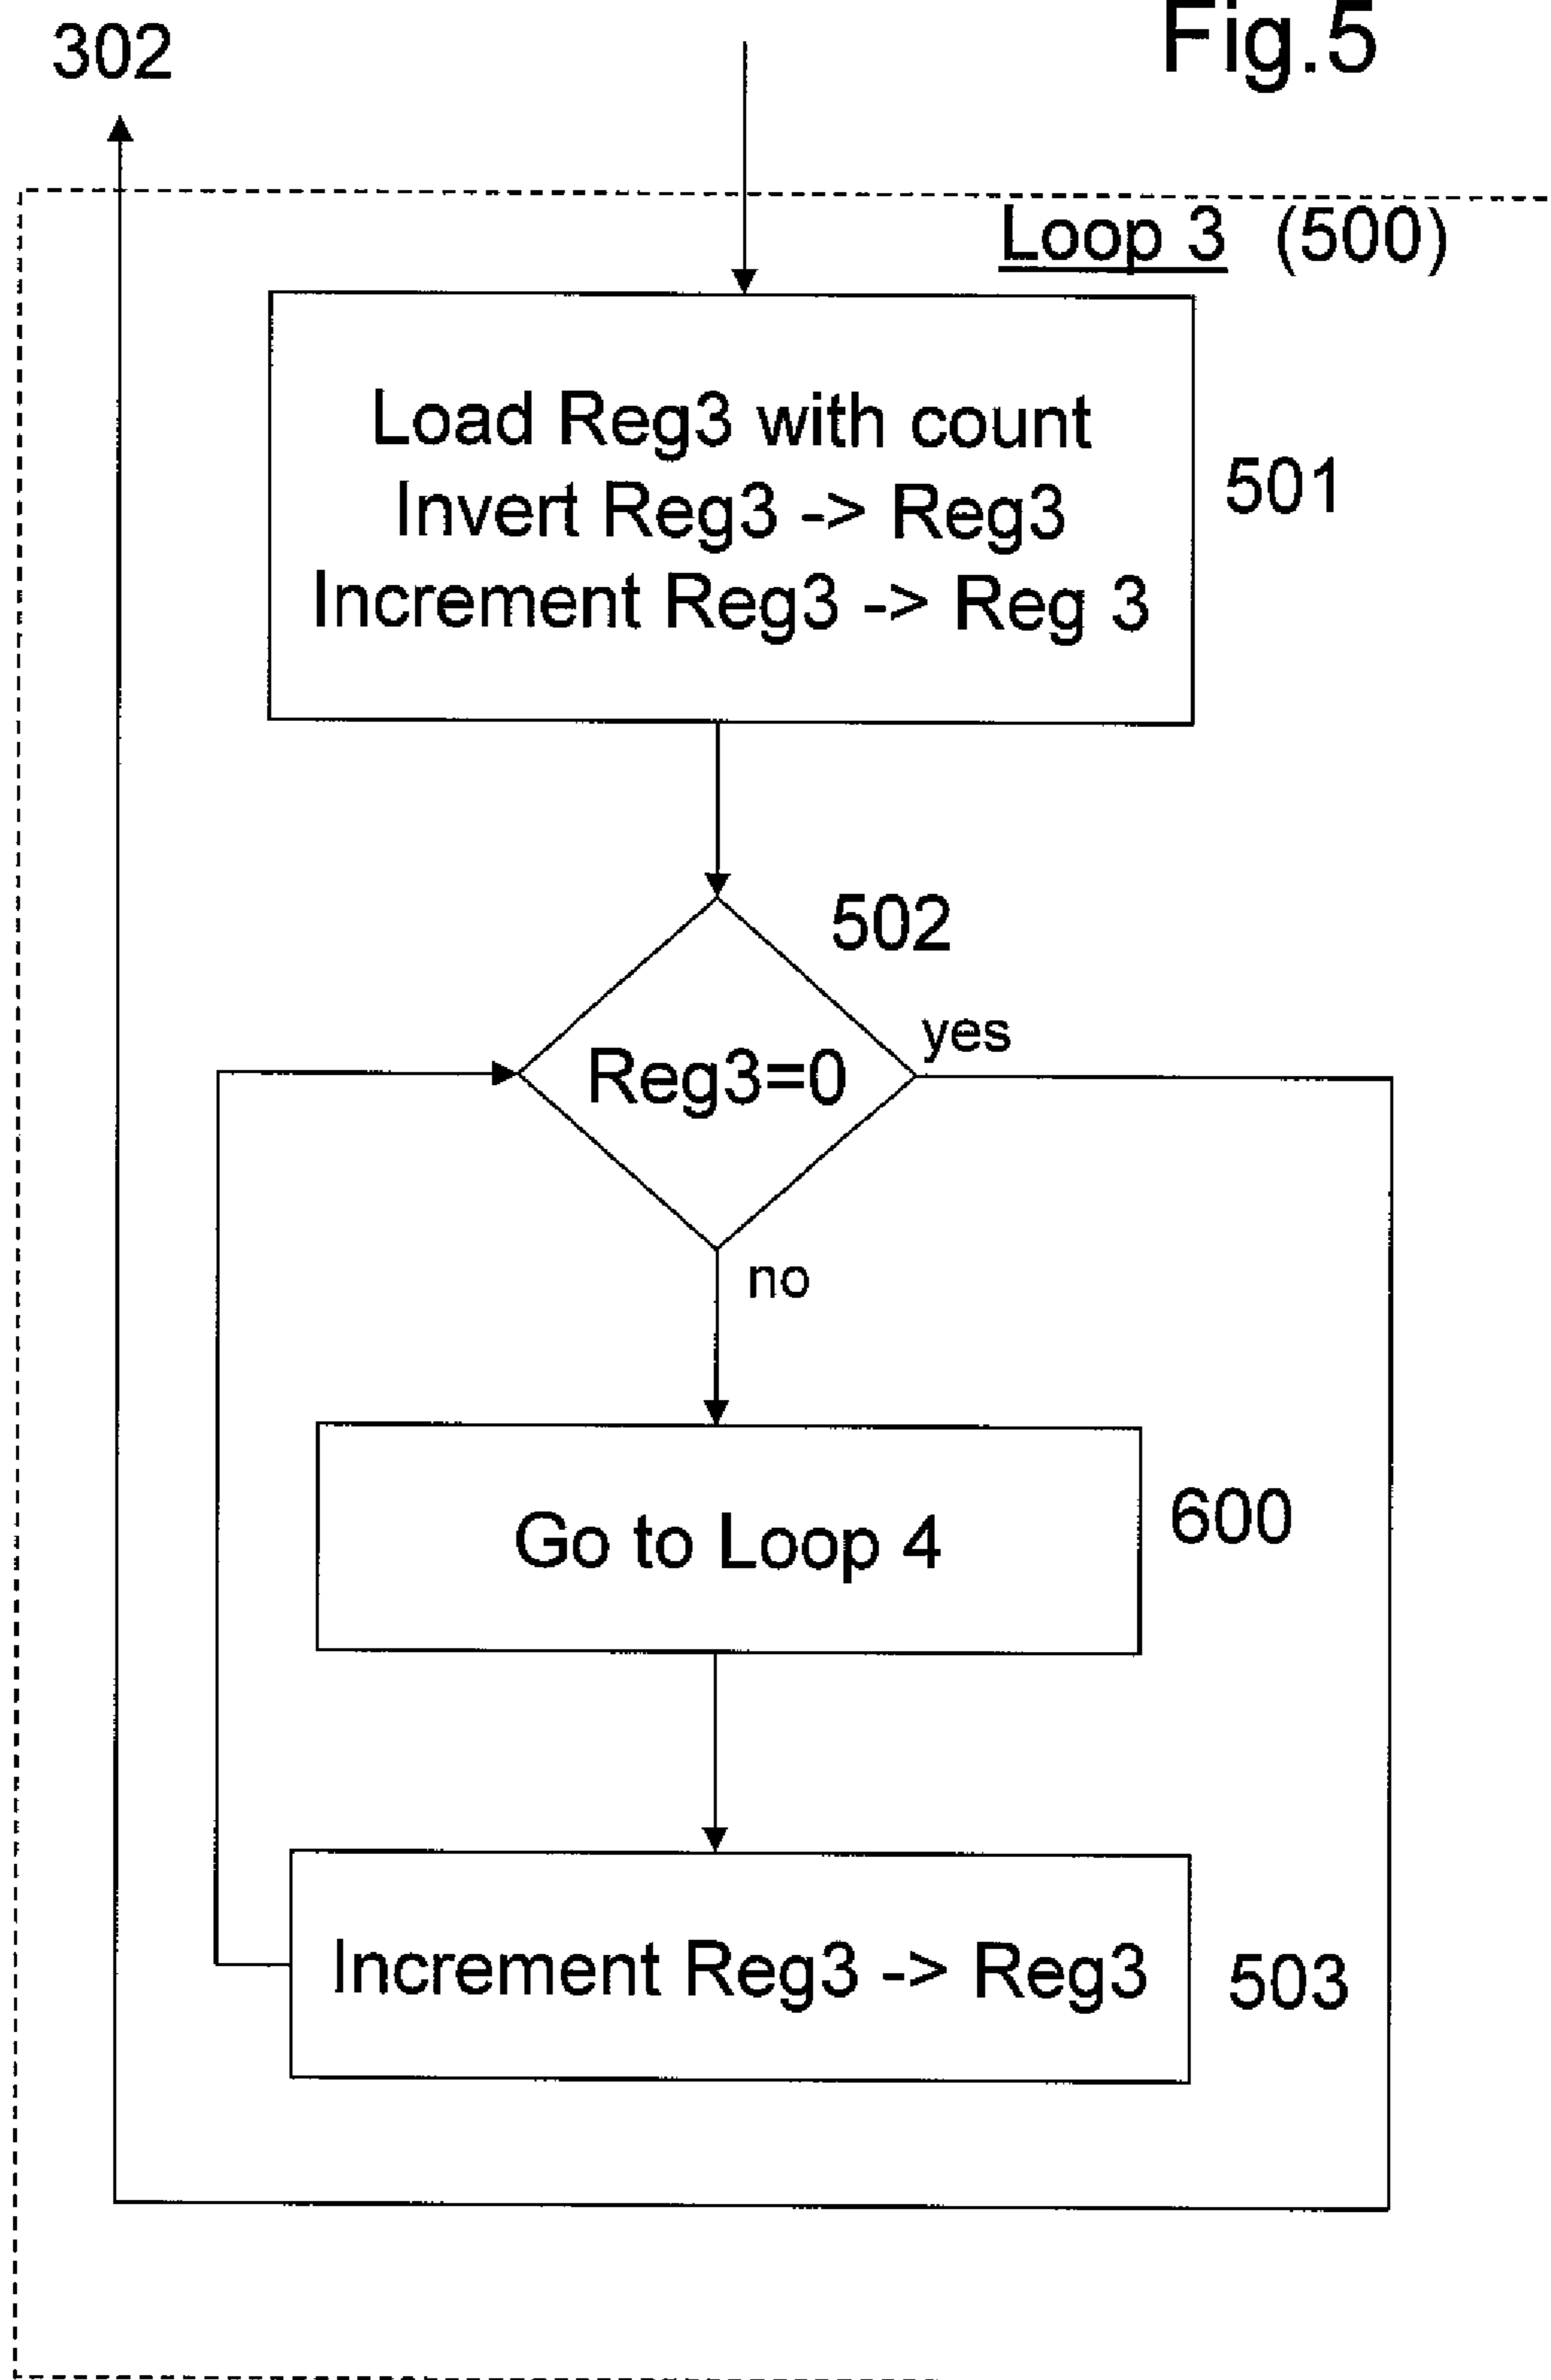 Fig.5
302
Loop 3 (500)
Load Reg3 with count
Invert Reg3 -> Reg3
Increment Reg3 -> Reg 3
501
502
yes
Reg3=0
no
Go to Loop 4
600
Increment Reg3 -> Reg3
503